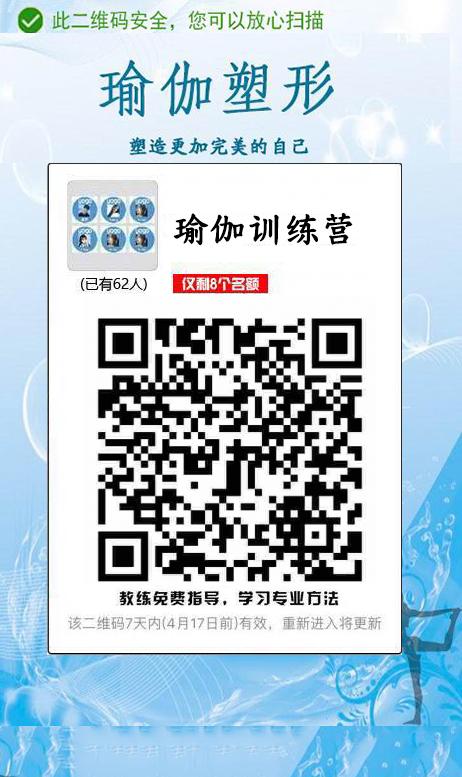 此二维码安全，您可以放心扫描
瑜伽塑形
塑造更加完美的自己
瑜伽训练营
(已有62人)
仅剩8个名额
教练免费指导，学习专业方法
该二维码7天内(4月17日前)有效，重新进入将更新